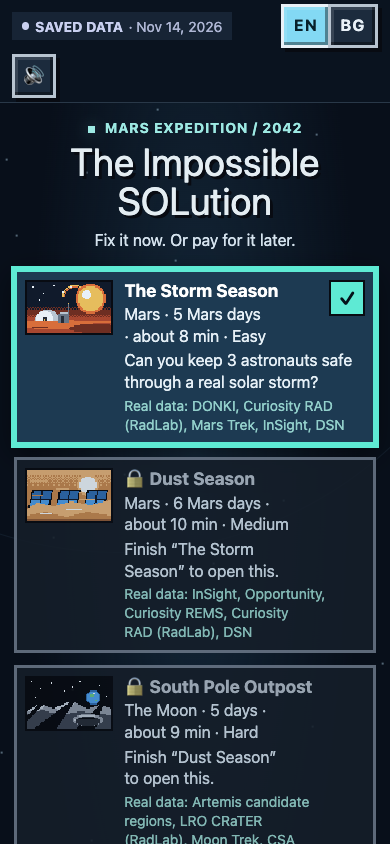 SAVED DATA · Nov 14, 2026
EN BG
MARS EXPEDITION / 2042
The Impossible
SOLution
Fix it now. Or pay for it later.
The Storm Season
Mars · 5 Mars days
· about 8 min · Easy
Can you keep 3 astronauts safe
through a real solar storm?
Real data: DONKI, Curiosity RAD
(RadLab), Mars Trek, InSight, DSN
Dust Season
Mars · 6 Mars days ·
about 10 min · Medium
Finish “The Storm
Season” to open this.
Real data: InSight, Opportunity,
Curiosity REMS, Curiosity
RAD (RadLab), DSN
South Pole Outpost
The Moon · 5 days ·
about 9 min · Hard
Finish “Dust Season”
to open this.
Real data: Artemis candidate
regions, LRO CRaTER
(RadLab), Moon Trek, CSA